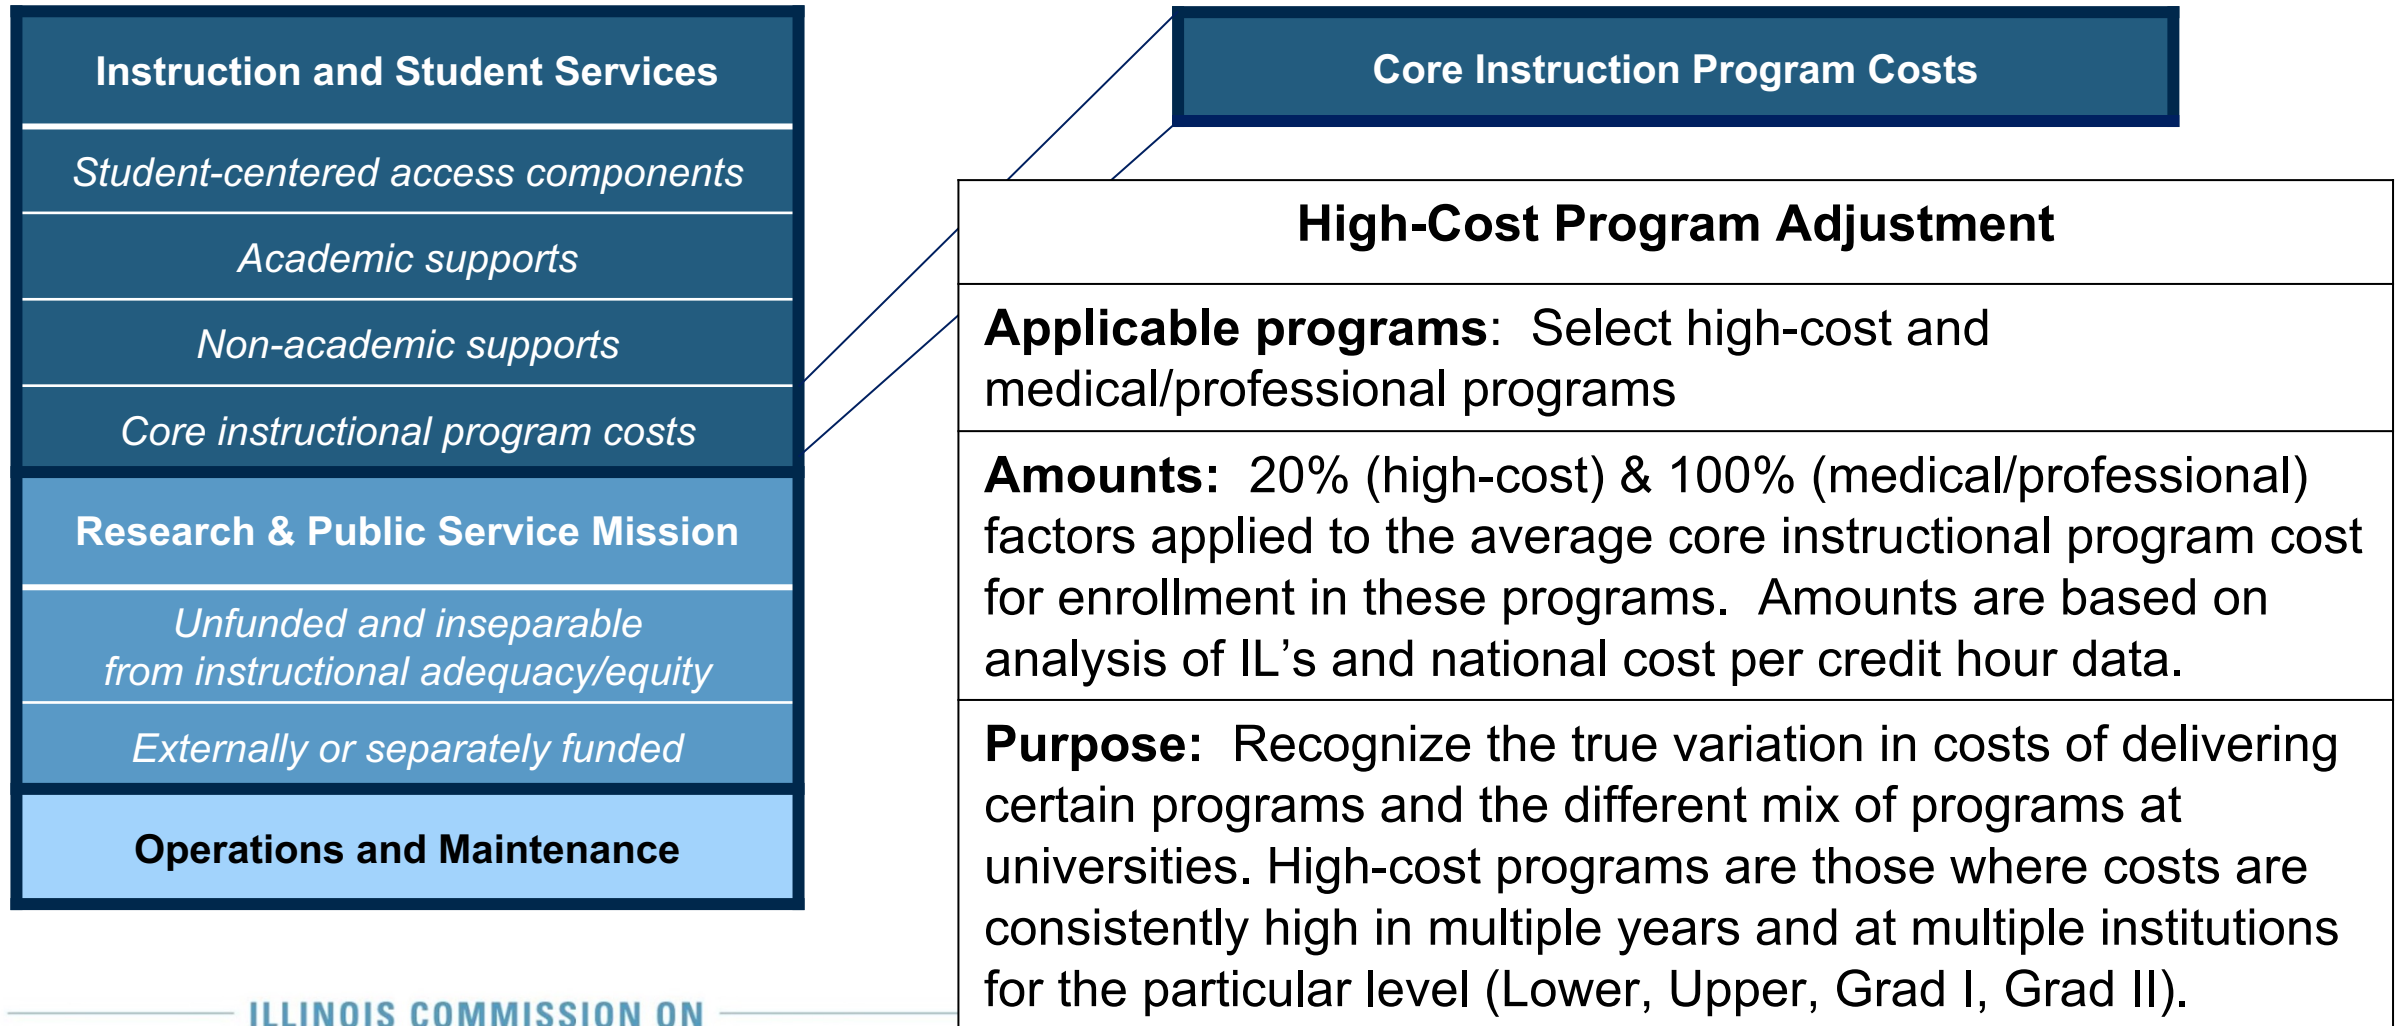 Instruction and Student Services
Student-centered access components
Academic supports
Non-academic supports
Core instructional program costs
Research & Public Service Mission
Unfunded and inseparable
from instructional adequacy/equity
Externally or separately funded
Operations and Maintenance
Core Instruction Program Costs
High-Cost Program Adjustment
Applicable programs:  Select high-cost and
medical/professional programs
Amounts:  20% (high-cost) & 100% (medical/professional)
factors applied to the average core instructional program cost
for enrollment in these programs.  Amounts are based on
analysis of IL’s and national cost per credit hour data.
Purpose:  Recognize the true variation in costs of delivering
certain programs and the different mix of programs at
universities. High-cost programs are those where costs are
consistently high in multiple years and at multiple institutions
for the particular level (Lower, Upper, Grad I, Grad II).
ILLINOIS COMMISSION ON